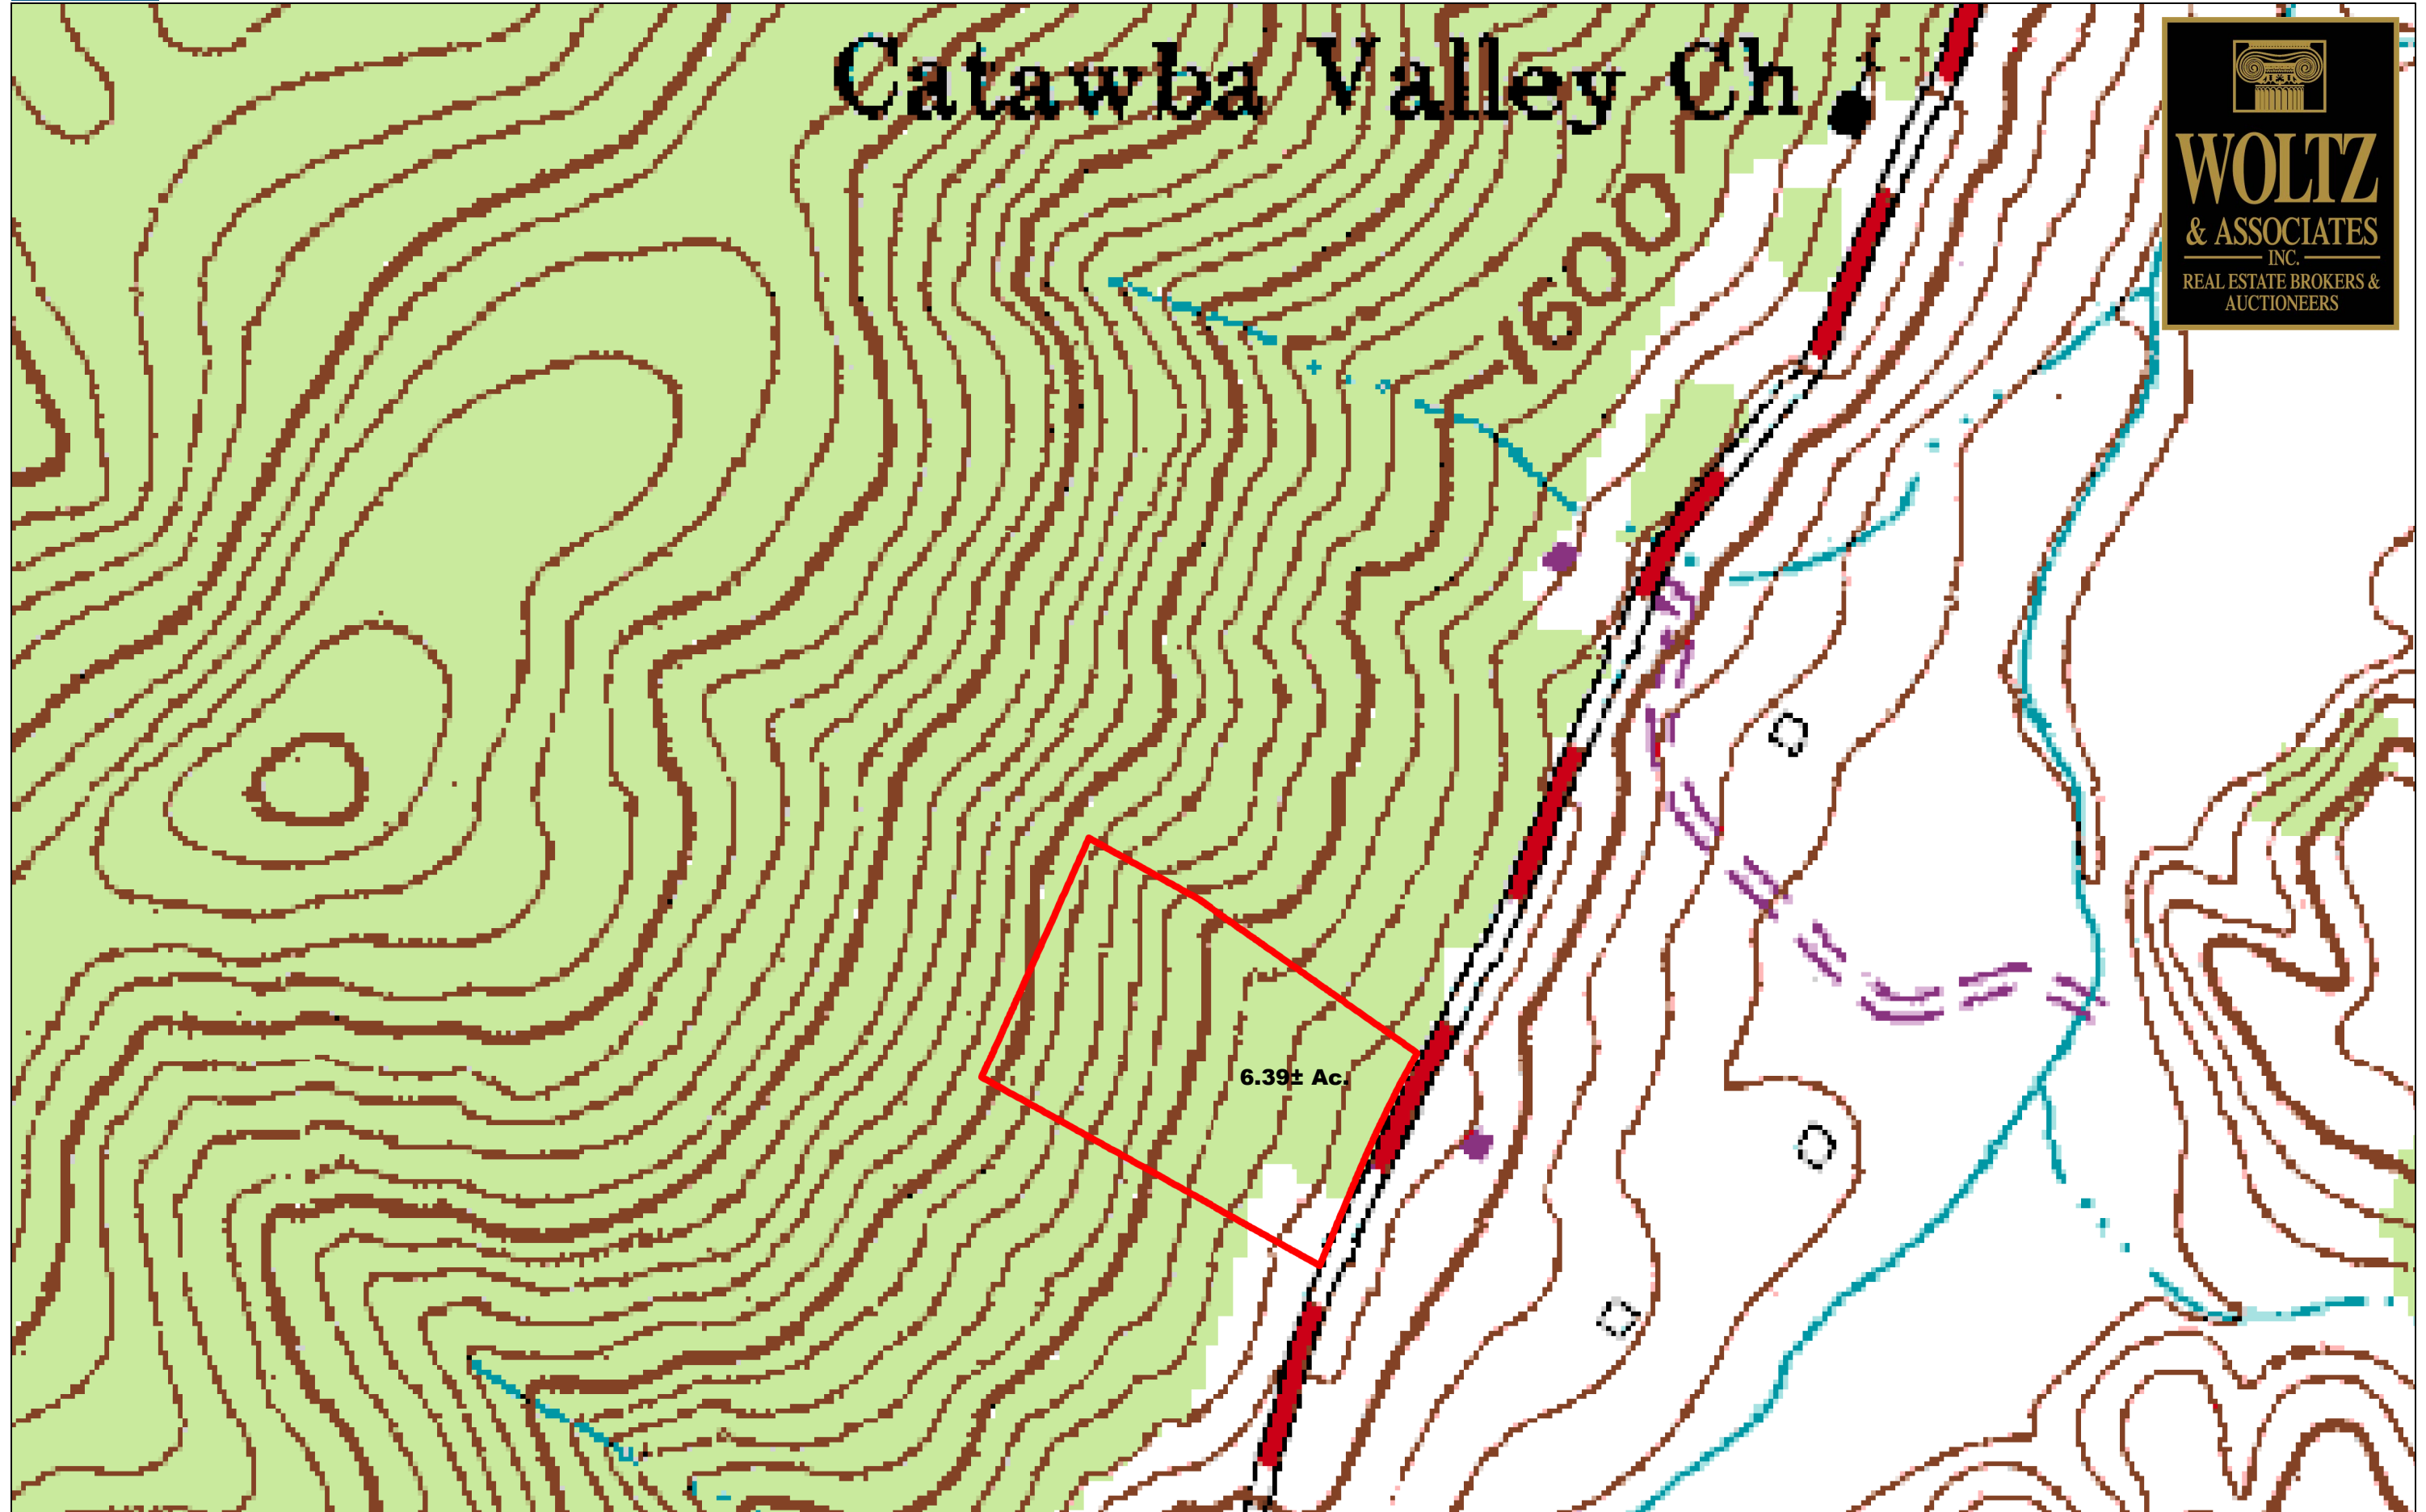 Catawba Valley Ch
1600
6.39± Ac.
WOLTZ
& ASSOCIATES
INC.
REAL ESTATE BROKERS &
AUCTIONEERS